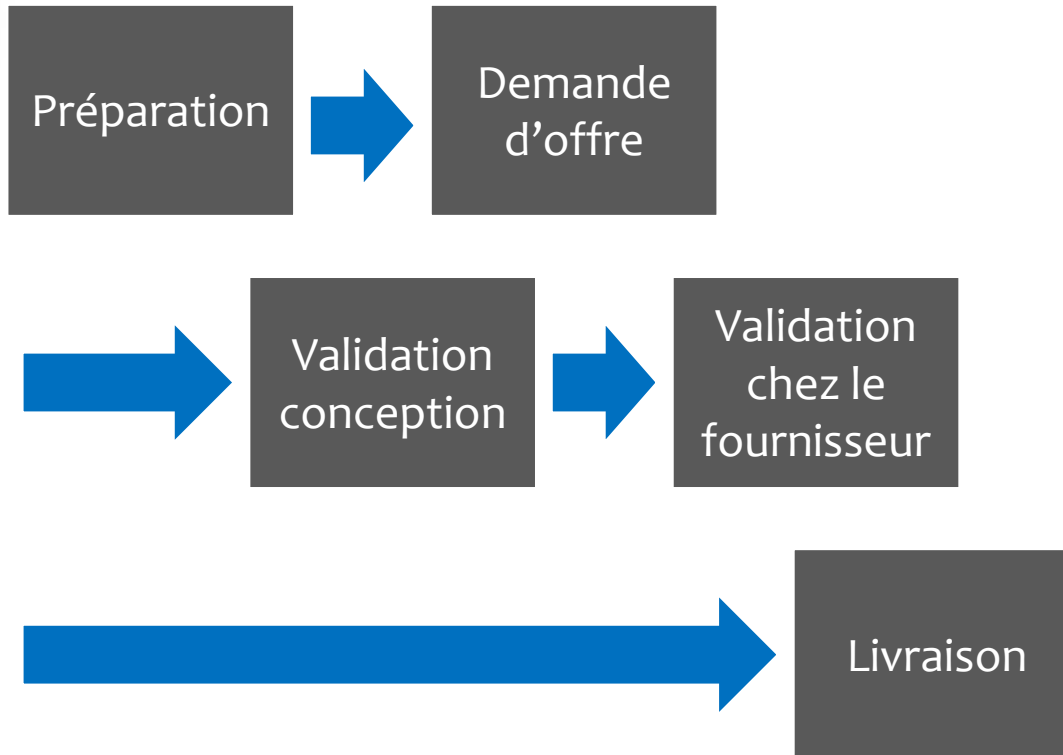 Préparation
Demande
d’offre
Validation
conception
Validation
chez le
fournisseur
Livraison